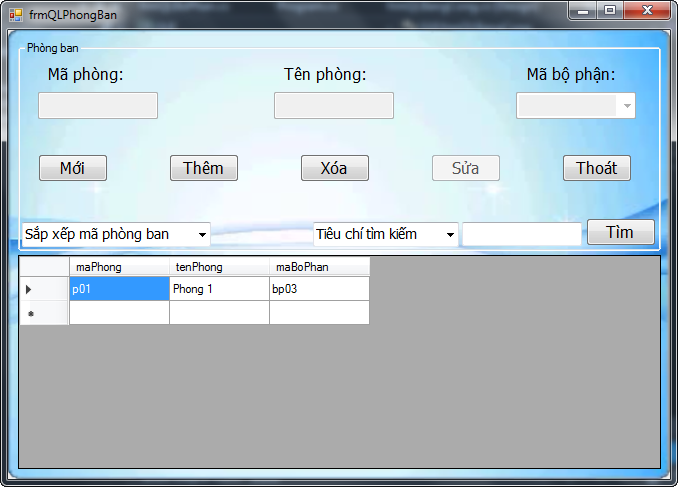 frmQLPhongBan
Phòng ban
Mã phòng: Tên phòng: Mã bộ phận:
Mới Thêm Xóa Sửa Thoát
Sắp xếp mã phòng ban Tiêu chí tìm kiếm Tìm
maPhong tenPhong maBoPhan
p01 Phong 1 bp03